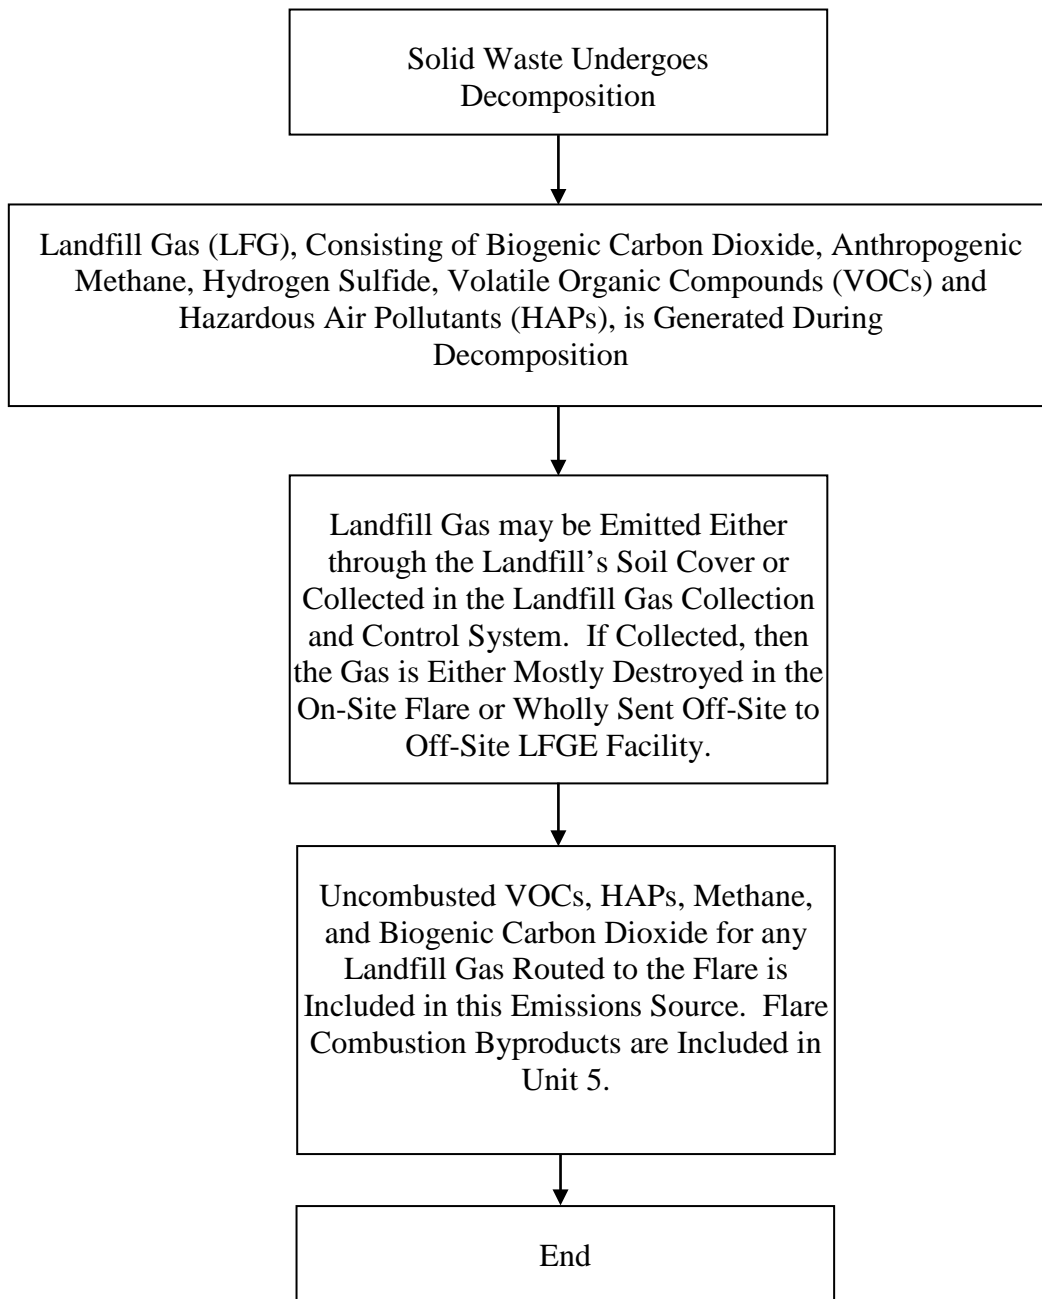 Solid Waste Undergoes
Decomposition
Landfill Gas (LFG), Consisting of Biogenic Carbon Dioxide, Anthropogenic
Methane, Hydrogen Sulfide, Volatile Organic Compounds (VOCs) and
Hazardous Air Pollutants (HAPs), is Generated During
Decomposition
Landfill Gas may be Emitted Either
through the Landfill’s Soil Cover or
Collected in the Landfill Gas Collection
and Control System.  If Collected, then
the Gas is Either Mostly Destroyed in the
On-Site Flare or Wholly Sent Off-Site to
Off-Site LFGE Facility.
Uncombusted VOCs, HAPs, Methane,
and Biogenic Carbon Dioxide for any
Landfill Gas Routed to the Flare is
Included in this Emissions Source.  Flare
Combustion Byproducts are Included in
Unit 5.
End